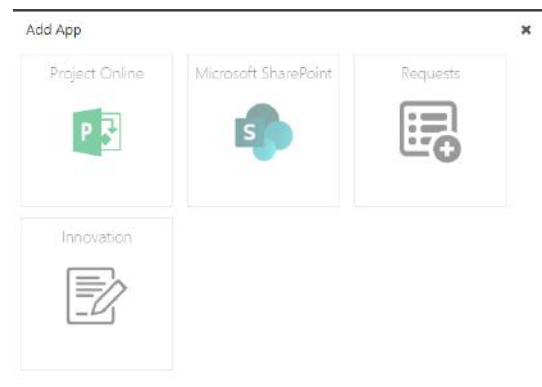 Add App
Project Online
Microsoft SharePoint
Requests
P
S
Innovation